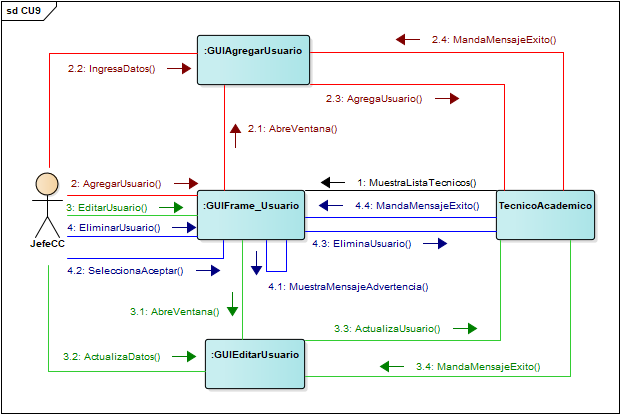 sd CU9
:GUIAgregarUsuario
2.4: MandaMensajeExito()
2.2: IngresaDatos()
2.3: AgregaUsuario()
2.1: AbreVentana()
2: AgregarUsuario()
1: MuestraListaTecnicos()
3: EditarUsuario()
:GUIFrame_Usuario
4.4: MandaMensajeExito()
TecnicoAcademico
4: EliminarUsuario()
JefeCC
4.3: EliminaUsuario()
4.2: SeleccionaAceptar()
4.1: MuestraMensajeAdvertencia()
3.1: AbreVentana()
3.3: ActualizaUsuario()
3.2: ActualizaDatos()
:GUIEditarUsuario
3.4: MandaMensajeExito()